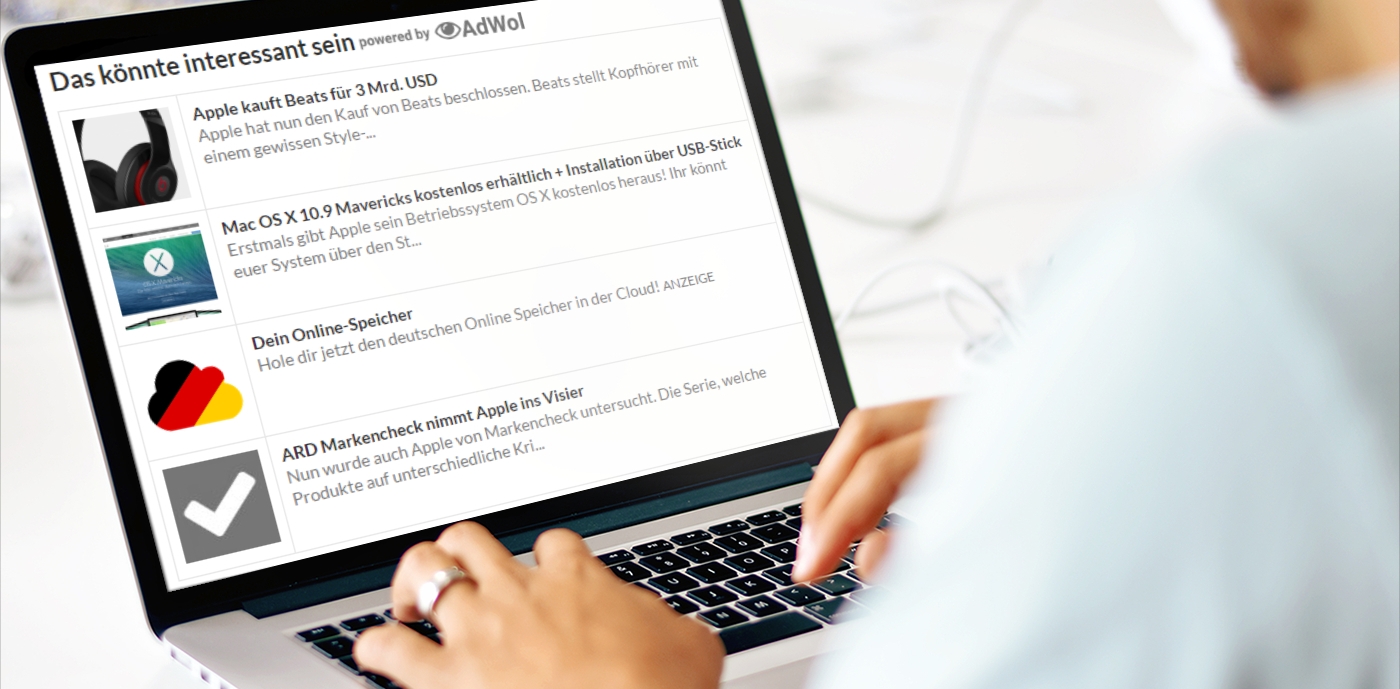 Das könnte interessant sein powered by AdWol
Apple kauft Beats für 3 Mrd. USD
Apple hat nun den Kauf von Beats beschlossen. Beats stellt Kopfhörer mit
einem gewissen Style-...
Mac OS X 10.9 Mavericks kostenlos erhältlich + Installation über USB-Stick
Erstmals gibt Apple sein Betriebssystem OS X kostenlos heraus! Ihr könnt
euer System über den St...
Dein Online-Speicher
Hole dir jetzt den deutschen Online Speicher in der Cloud! ANZEIGE
ARD Markencheck nimmt Apple ins Visier
Nun wurde auch Apple von Markencheck untersucht. Die Serie, welche
Produkte auf unterschiedliche Kri...